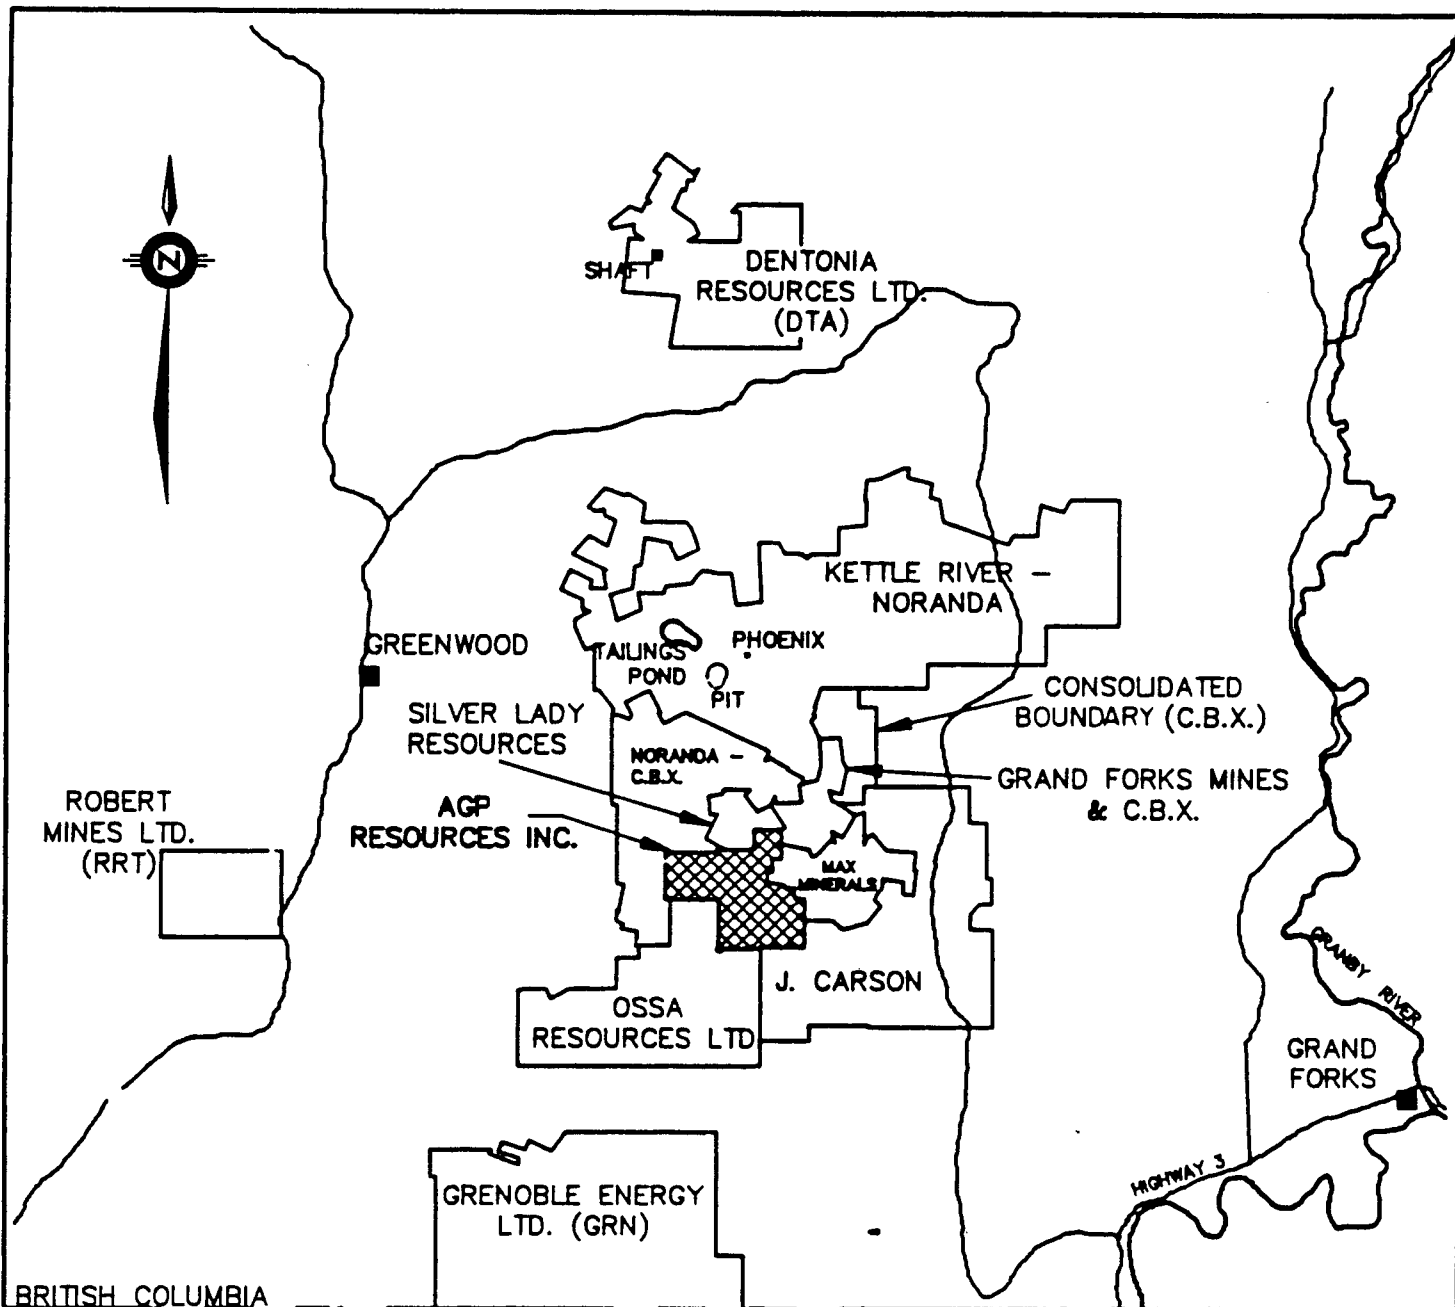 N
SHAFT
DENTONIA
RESOURCES LTD.
(DTA)
KETTLE RIVER –
NORANDA
GREENWOOD
TAILINGS
POND
PHOENIX
PIT
SILVER LADY
RESOURCES
NORANDA –
C.B.X.
CONSOLIDATED
BOUNDARY (C.B.X.)
GRAND FORKS MINES
& C.B.X.
ROBERT
MINES LTD.
(RRT)
AGP
RESOURCES INC.
MAX
MINERALS
J. CARSON
OSSA
RESOURCES LTD
GRANBY RIVER
GRAND
FORKS
HIGHWAY 3
GRENOBLE ENERGY
LTD. (GRN)
BRITISH COLUMBIA